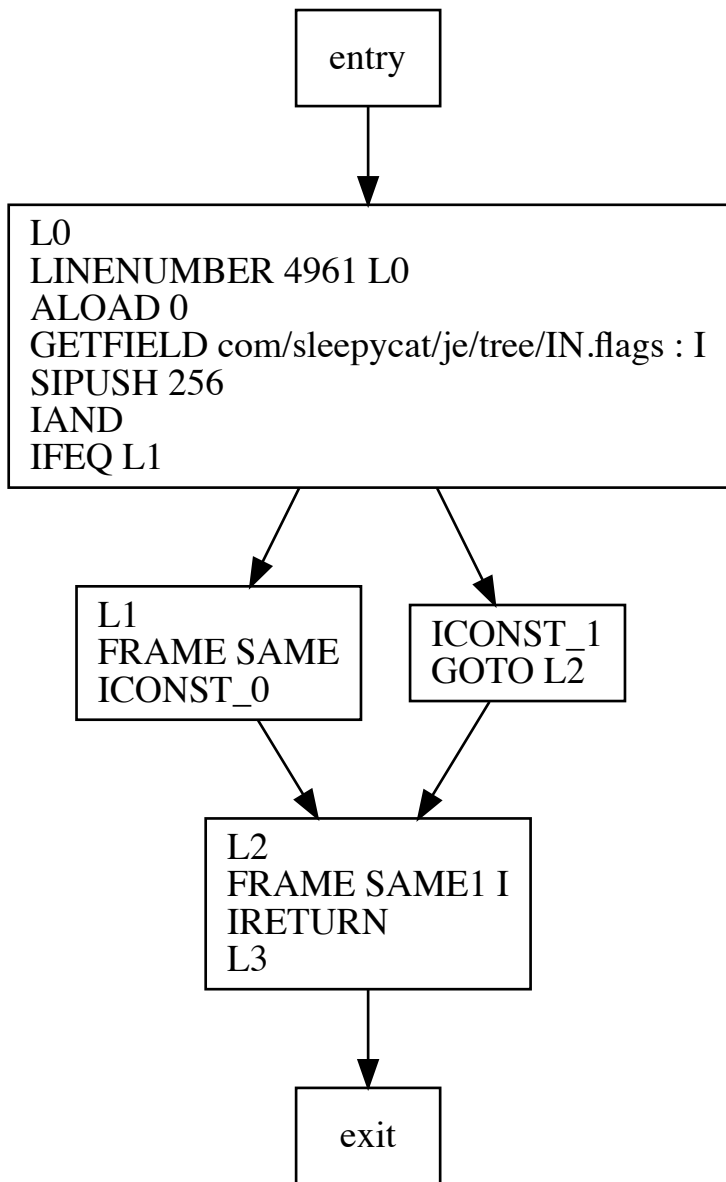 entry
L0
LINENUMBER 4961 L0
ALOAD 0
GETFIELD com/sleepycat/je/tree/IN.flags : I
SIPUSH 256
IAND
IFEQ L1
L1
FRAME SAME
ICONST_0
ICONST_1
GOTO L2
L2
FRAME SAME1 I
IRETURN
L3
exit